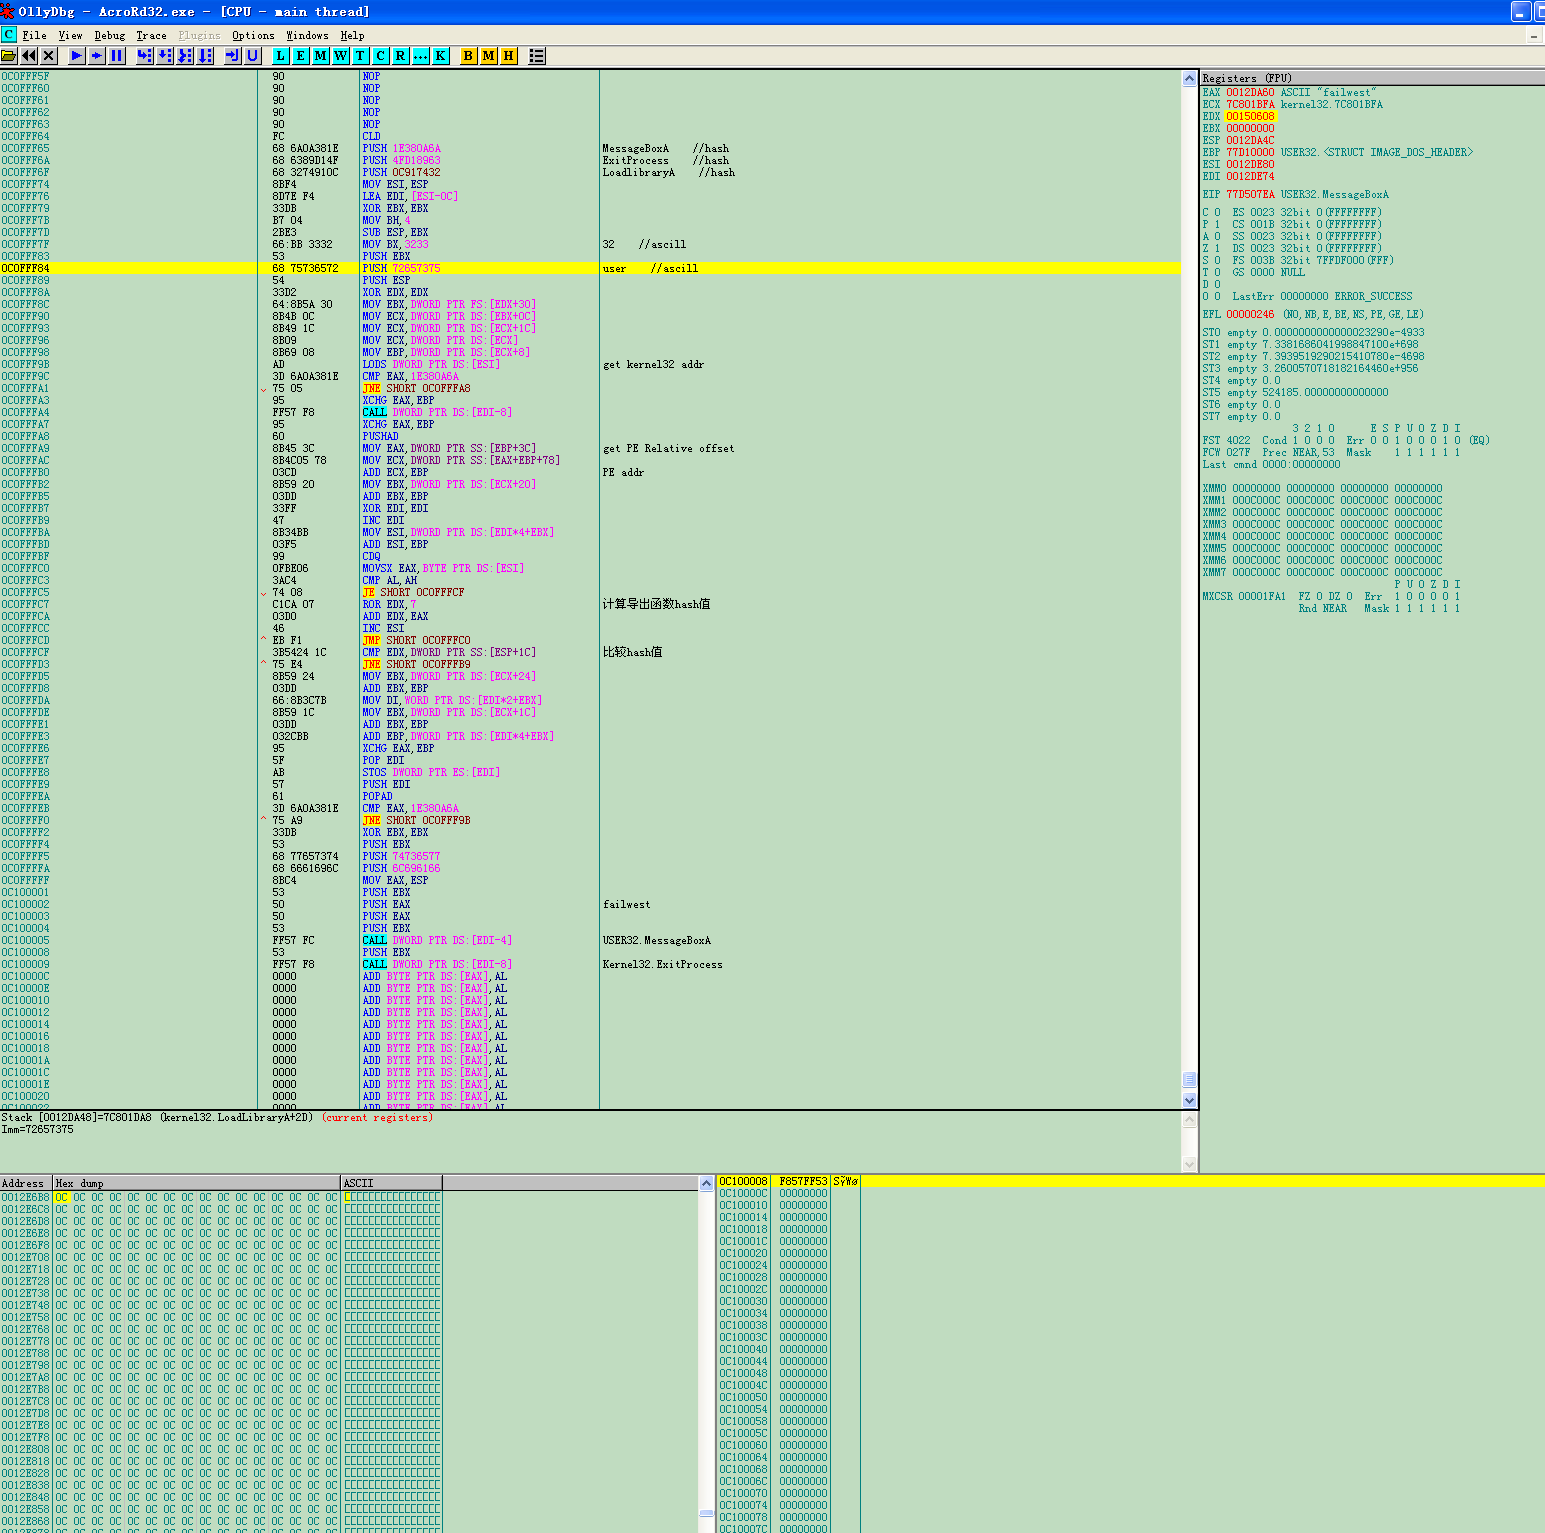 OllyDbg - AcroRd32.exe - [CPU - main thread]
C File View Debug Trace Plugins Options Windows Help
L E M W T C R ... K B M H
0C0FFF5F 90 NOP
0C0FFF60 90 NOP
0C0FFF61 90 NOP
0C0FFF62 90 NOP
0C0FFF63 90 NOP
0C0FFF64 FC CLD
0C0FFF65 68 6A0A381E PUSH 1E380A6A MessageBoxA //hash
0C0FFF6A 68 6389D14F PUSH 4FD18963 ExitProcess //hash
0C0FFF6F 68 3274910C PUSH 0C917432 LoadlibraryA //hash
0C0FFF74 8BF4 MOV ESI,ESP
0C0FFF76 8D7E F4 LEA EDI,[ESI-0C]
0C0FFF79 33DB XOR EBX,EBX
0C0FFF7B B7 04 MOV BH,4
0C0FFF7D 2BE3 SUB ESP,EBX
0C0FFF7F 66:BB 3332 MOV BX,3233 32 //ascill
0C0FFF83 53 PUSH EBX
0C0FFF84 68 75736572 PUSH 72657375 user //ascill
0C0FFF89 54 PUSH ESP
0C0FFF8A 33D2 XOR EDX,EDX
0C0FFF8C 64:8B5A 30 MOV EBX,DWORD PTR FS:[EDX+30]
0C0FFF90 8B4B 0C MOV ECX,DWORD PTR DS:[EBX+0C]
0C0FFF93 8B49 1C MOV ECX,DWORD PTR DS:[ECX+1C]
0C0FFF96 8B09 MOV ECX,DWORD PTR DS:[ECX]
0C0FFF98 8B69 08 MOV EBP,DWORD PTR DS:[ECX+8]
0C0FFF9B AD LODS DWORD PTR DS:[ESI] get kernel32 addr
0C0FFF9C 3D 6A0A381E CMP EAX,1E380A6A
0C0FFFA1 75 05 JNE SHORT 0C0FFFA8
0C0FFFA3 95 XCHG EAX,EBP
0C0FFFA4 FF57 F8 CALL DWORD PTR DS:[EDI-8]
0C0FFFA7 95 XCHG EAX,EBP
0C0FFFA8 60 PUSHAD
0C0FFFA9 8B45 3C MOV EAX,DWORD PTR SS:[EBP+3C] get PE Relative offset
0C0FFFAC 8B4C05 78 MOV ECX,DWORD PTR SS:[EAX+EBP+78]
0C0FFFB0 03CD ADD ECX,EBP PE addr
0C0FFFB2 8B59 20 MOV EBX,DWORD PTR DS:[ECX+20]
0C0FFFB5 03DD ADD EBX,EBP
0C0FFFB7 33FF XOR EDI,EDI
0C0FFFB9 47 INC EDI
0C0FFFBA 8B34BB MOV ESI,DWORD PTR DS:[EDI*4+EBX]
0C0FFFBD 03F5 ADD ESI,EBP
0C0FFFBF 99 CDQ
0C0FFFC0 0FBE06 MOVSX EAX,BYTE PTR DS:[ESI]
0C0FFFC3 3AC4 CMP AL,AH
0C0FFFC5 74 08 JE SHORT 0C0FFFCF
0C0FFFC7 C1CA 07 ROR EDX,7 计算导出函数hash值
0C0FFFCA 03D0 ADD EDX,EAX
0C0FFFCC 46 INC ESI
0C0FFFCD EB F1 JMP SHORT 0C0FFFC0
0C0FFFCF 3B5424 1C CMP EDX,DWORD PTR SS:[ESP+1C] 比较hash值
0C0FFFD3 75 E4 JNE SHORT 0C0FFFB9
0C0FFFD5 8B59 24 MOV EBX,DWORD PTR DS:[ECX+24]
0C0FFFD8 03DD ADD EBX,EBP
0C0FFFDA 66:8B3C7B MOV DI,WORD PTR DS:[EDI*2+EBX]
0C0FFFDE 8B59 1C MOV EBX,DWORD PTR DS:[ECX+1C]
0C0FFFE1 03DD ADD EBX,EBP
0C0FFFE3 032CBB ADD EBP,DWORD PTR DS:[EDI*4+EBX]
0C0FFFE6 95 XCHG EAX,EBP
0C0FFFE7 5F POP EDI
0C0FFFE8 AB STOS DWORD PTR ES:[EDI]
0C0FFFE9 57 PUSH EDI
0C0FFFEA 61 POPAD
0C0FFFEB 3D 6A0A381E CMP EAX,1E380A6A
0C0FFFF0 75 A9 JNE SHORT 0C0FFF9B
0C0FFFF2 33DB XOR EBX,EBX
0C0FFFF4 53 PUSH EBX
0C0FFFF5 68 77657374 PUSH 74736577
0C0FFFFA 68 6661696C PUSH 6C696166
0C0FFFFF 8BC4 MOV EAX,ESP
0C100001 53 PUSH EBX
0C100002 50 PUSH EAX failwest
0C100003 50 PUSH EAX
0C100004 53 PUSH EBX
0C100005 FF57 FC CALL DWORD PTR DS:[EDI-4] USER32.MessageBoxA
0C100008 53 PUSH EBX
0C100009 FF57 F8 CALL DWORD PTR DS:[EDI-8] Kernel32.ExitProcess
0C10000C 0000 ADD BYTE PTR DS:[EAX],AL
0C10000E 0000 ADD BYTE PTR DS:[EAX],AL
0C100010 0000 ADD BYTE PTR DS:[EAX],AL
0C100012 0000 ADD BYTE PTR DS:[EAX],AL
0C100014 0000 ADD BYTE PTR DS:[EAX],AL
0C100016 0000 ADD BYTE PTR DS:[EAX],AL
0C100018 0000 ADD BYTE PTR DS:[EAX],AL
0C10001A 0000 ADD BYTE PTR DS:[EAX],AL
0C10001C 0000 ADD BYTE PTR DS:[EAX],AL
0C10001E 0000 ADD BYTE PTR DS:[EAX],AL
0C100020 0000 ADD BYTE PTR DS:[EAX],AL
0C100022 0000 ADD BYTE PTR DS:[EAX],AL
Stack [0012DA48]=7C801DA8 (kernel32.LoadLibraryA+2D) (current registers)
Imm=72657375
Registers (FPU)
EAX 0012DA60 ASCII "failwest"
ECX 7C801BFA kernel32.7C801BFA
EDX 00150608
EBX 00000000
ESP 0012DA4C
EBP 77D10000 USER32.<STRUCT IMAGE_DOS_HEADER>
ESI 0012DE80
EDI 0012DE74
EIP 77D507EA USER32.MessageBoxA
C 0 ES 0023 32bit 0(FFFFFFFF)
P 1 CS 001B 32bit 0(FFFFFFFF)
A 0 SS 0023 32bit 0(FFFFFFFF)
Z 1 DS 0023 32bit 0(FFFFFFFF)
S 0 FS 003B 32bit 7FFDF000(FFF)
T 0 GS 0000 NULL
D 0
O 0 LastErr 00000000 ERROR_SUCCESS
EFL 00000246 (NO,NB,E,BE,NS,PE,GE,LE)
ST0 empty 0.0000000000000023290e-4933
ST1 empty 7.3381686041998847100e+698
ST2 empty 7.3939519290215410780e-4698
ST3 empty 3.2600570718182164460e+956
ST4 empty 0.0
ST5 empty 524185.00000000000000
ST6 empty 0.0
ST7 empty 0.0
3 2 1 0 E S P U O Z D I
FST 4022 Cond 1 0 0 0 Err 0 0 1 0 0 0 1 0 (EQ)
FCW 027F Prec NEAR,53 Mask 1 1 1 1 1 1
Last cmnd 0000:00000000
XMM0 00000000 00000000 00000000 00000000
XMM1 000C000C 000C000C 000C000C 000C000C
XMM2 000C000C 000C000C 000C000C 000C000C
XMM3 000C000C 000C000C 000C000C 000C000C
XMM4 000C000C 000C000C 000C000C 000C000C
XMM5 000C000C 000C000C 000C000C 000C000C
XMM6 000C000C 000C000C 000C000C 000C000C
XMM7 000C000C 000C000C 000C000C 000C000C
P U O Z D I
MXCSR 00001FA1 FZ 0 DZ 0 Err 1 0 0 0 0 1
Rnd NEAR Mask 1 1 1 1 1 1
Address Hex dump ASCII
0012E6B8 0C 0C 0C 0C 0C 0C 0C 0C 0C 0C 0C 0C 0C 0C 0C 0C
0012E6C8 0C 0C 0C 0C 0C 0C 0C 0C 0C 0C 0C 0C 0C 0C 0C 0C
0012E6D8 0C 0C 0C 0C 0C 0C 0C 0C 0C 0C 0C 0C 0C 0C 0C 0C
0012E6E8 0C 0C 0C 0C 0C 0C 0C 0C 0C 0C 0C 0C 0C 0C 0C 0C
0012E6F8 0C 0C 0C 0C 0C 0C 0C 0C 0C 0C 0C 0C 0C 0C 0C 0C
0012E708 0C 0C 0C 0C 0C 0C 0C 0C 0C 0C 0C 0C 0C 0C 0C 0C
0012E718 0C 0C 0C 0C 0C 0C 0C 0C 0C 0C 0C 0C 0C 0C 0C 0C
0012E728 0C 0C 0C 0C 0C 0C 0C 0C 0C 0C 0C 0C 0C 0C 0C 0C
0012E738 0C 0C 0C 0C 0C 0C 0C 0C 0C 0C 0C 0C 0C 0C 0C 0C
0012E748 0C 0C 0C 0C 0C 0C 0C 0C 0C 0C 0C 0C 0C 0C 0C 0C
0012E758 0C 0C 0C 0C 0C 0C 0C 0C 0C 0C 0C 0C 0C 0C 0C 0C
0012E768 0C 0C 0C 0C 0C 0C 0C 0C 0C 0C 0C 0C 0C 0C 0C 0C
0012E778 0C 0C 0C 0C 0C 0C 0C 0C 0C 0C 0C 0C 0C 0C 0C 0C
0012E788 0C 0C 0C 0C 0C 0C 0C 0C 0C 0C 0C 0C 0C 0C 0C 0C
0012E798 0C 0C 0C 0C 0C 0C 0C 0C 0C 0C 0C 0C 0C 0C 0C 0C
0012E7A8 0C 0C 0C 0C 0C 0C 0C 0C 0C 0C 0C 0C 0C 0C 0C 0C
0012E7B8 0C 0C 0C 0C 0C 0C 0C 0C 0C 0C 0C 0C 0C 0C 0C 0C
0012E7C8 0C 0C 0C 0C 0C 0C 0C 0C 0C 0C 0C 0C 0C 0C 0C 0C
0012E7D8 0C 0C 0C 0C 0C 0C 0C 0C 0C 0C 0C 0C 0C 0C 0C 0C
0012E7E8 0C 0C 0C 0C 0C 0C 0C 0C 0C 0C 0C 0C 0C 0C 0C 0C
0012E7F8 0C 0C 0C 0C 0C 0C 0C 0C 0C 0C 0C 0C 0C 0C 0C 0C
0012E808 0C 0C 0C 0C 0C 0C 0C 0C 0C 0C 0C 0C 0C 0C 0C 0C
0012E818 0C 0C 0C 0C 0C 0C 0C 0C 0C 0C 0C 0C 0C 0C 0C 0C
0012E828 0C 0C 0C 0C 0C 0C 0C 0C 0C 0C 0C 0C 0C 0C 0C 0C
0012E838 0C 0C 0C 0C 0C 0C 0C 0C 0C 0C 0C 0C 0C 0C 0C 0C
0012E848 0C 0C 0C 0C 0C 0C 0C 0C 0C 0C 0C 0C 0C 0C 0C 0C
0012E858 0C 0C 0C 0C 0C 0C 0C 0C 0C 0C 0C 0C 0C 0C 0C 0C
0012E868 0C 0C 0C 0C 0C 0C 0C 0C 0C 0C 0C 0C 0C 0C 0C 0C
0C100008 F857FF53 SÿWø
0C10000C 00000000
0C100010 00000000
0C100014 00000000
0C100018 00000000
0C10001C 00000000
0C100020 00000000
0C100024 00000000
0C100028 00000000
0C10002C 00000000
0C100030 00000000
0C100034 00000000
0C100038 00000000
0C10003C 00000000
0C100040 00000000
0C100044 00000000
0C100048 00000000
0C10004C 00000000
0C100050 00000000
0C100054 00000000
0C100058 00000000
0C10005C 00000000
0C100060 00000000
0C100064 00000000
0C100068 00000000
0C10006C 00000000
0C100070 00000000
0C100074 00000000
0C100078 00000000
0C10007C 00000000